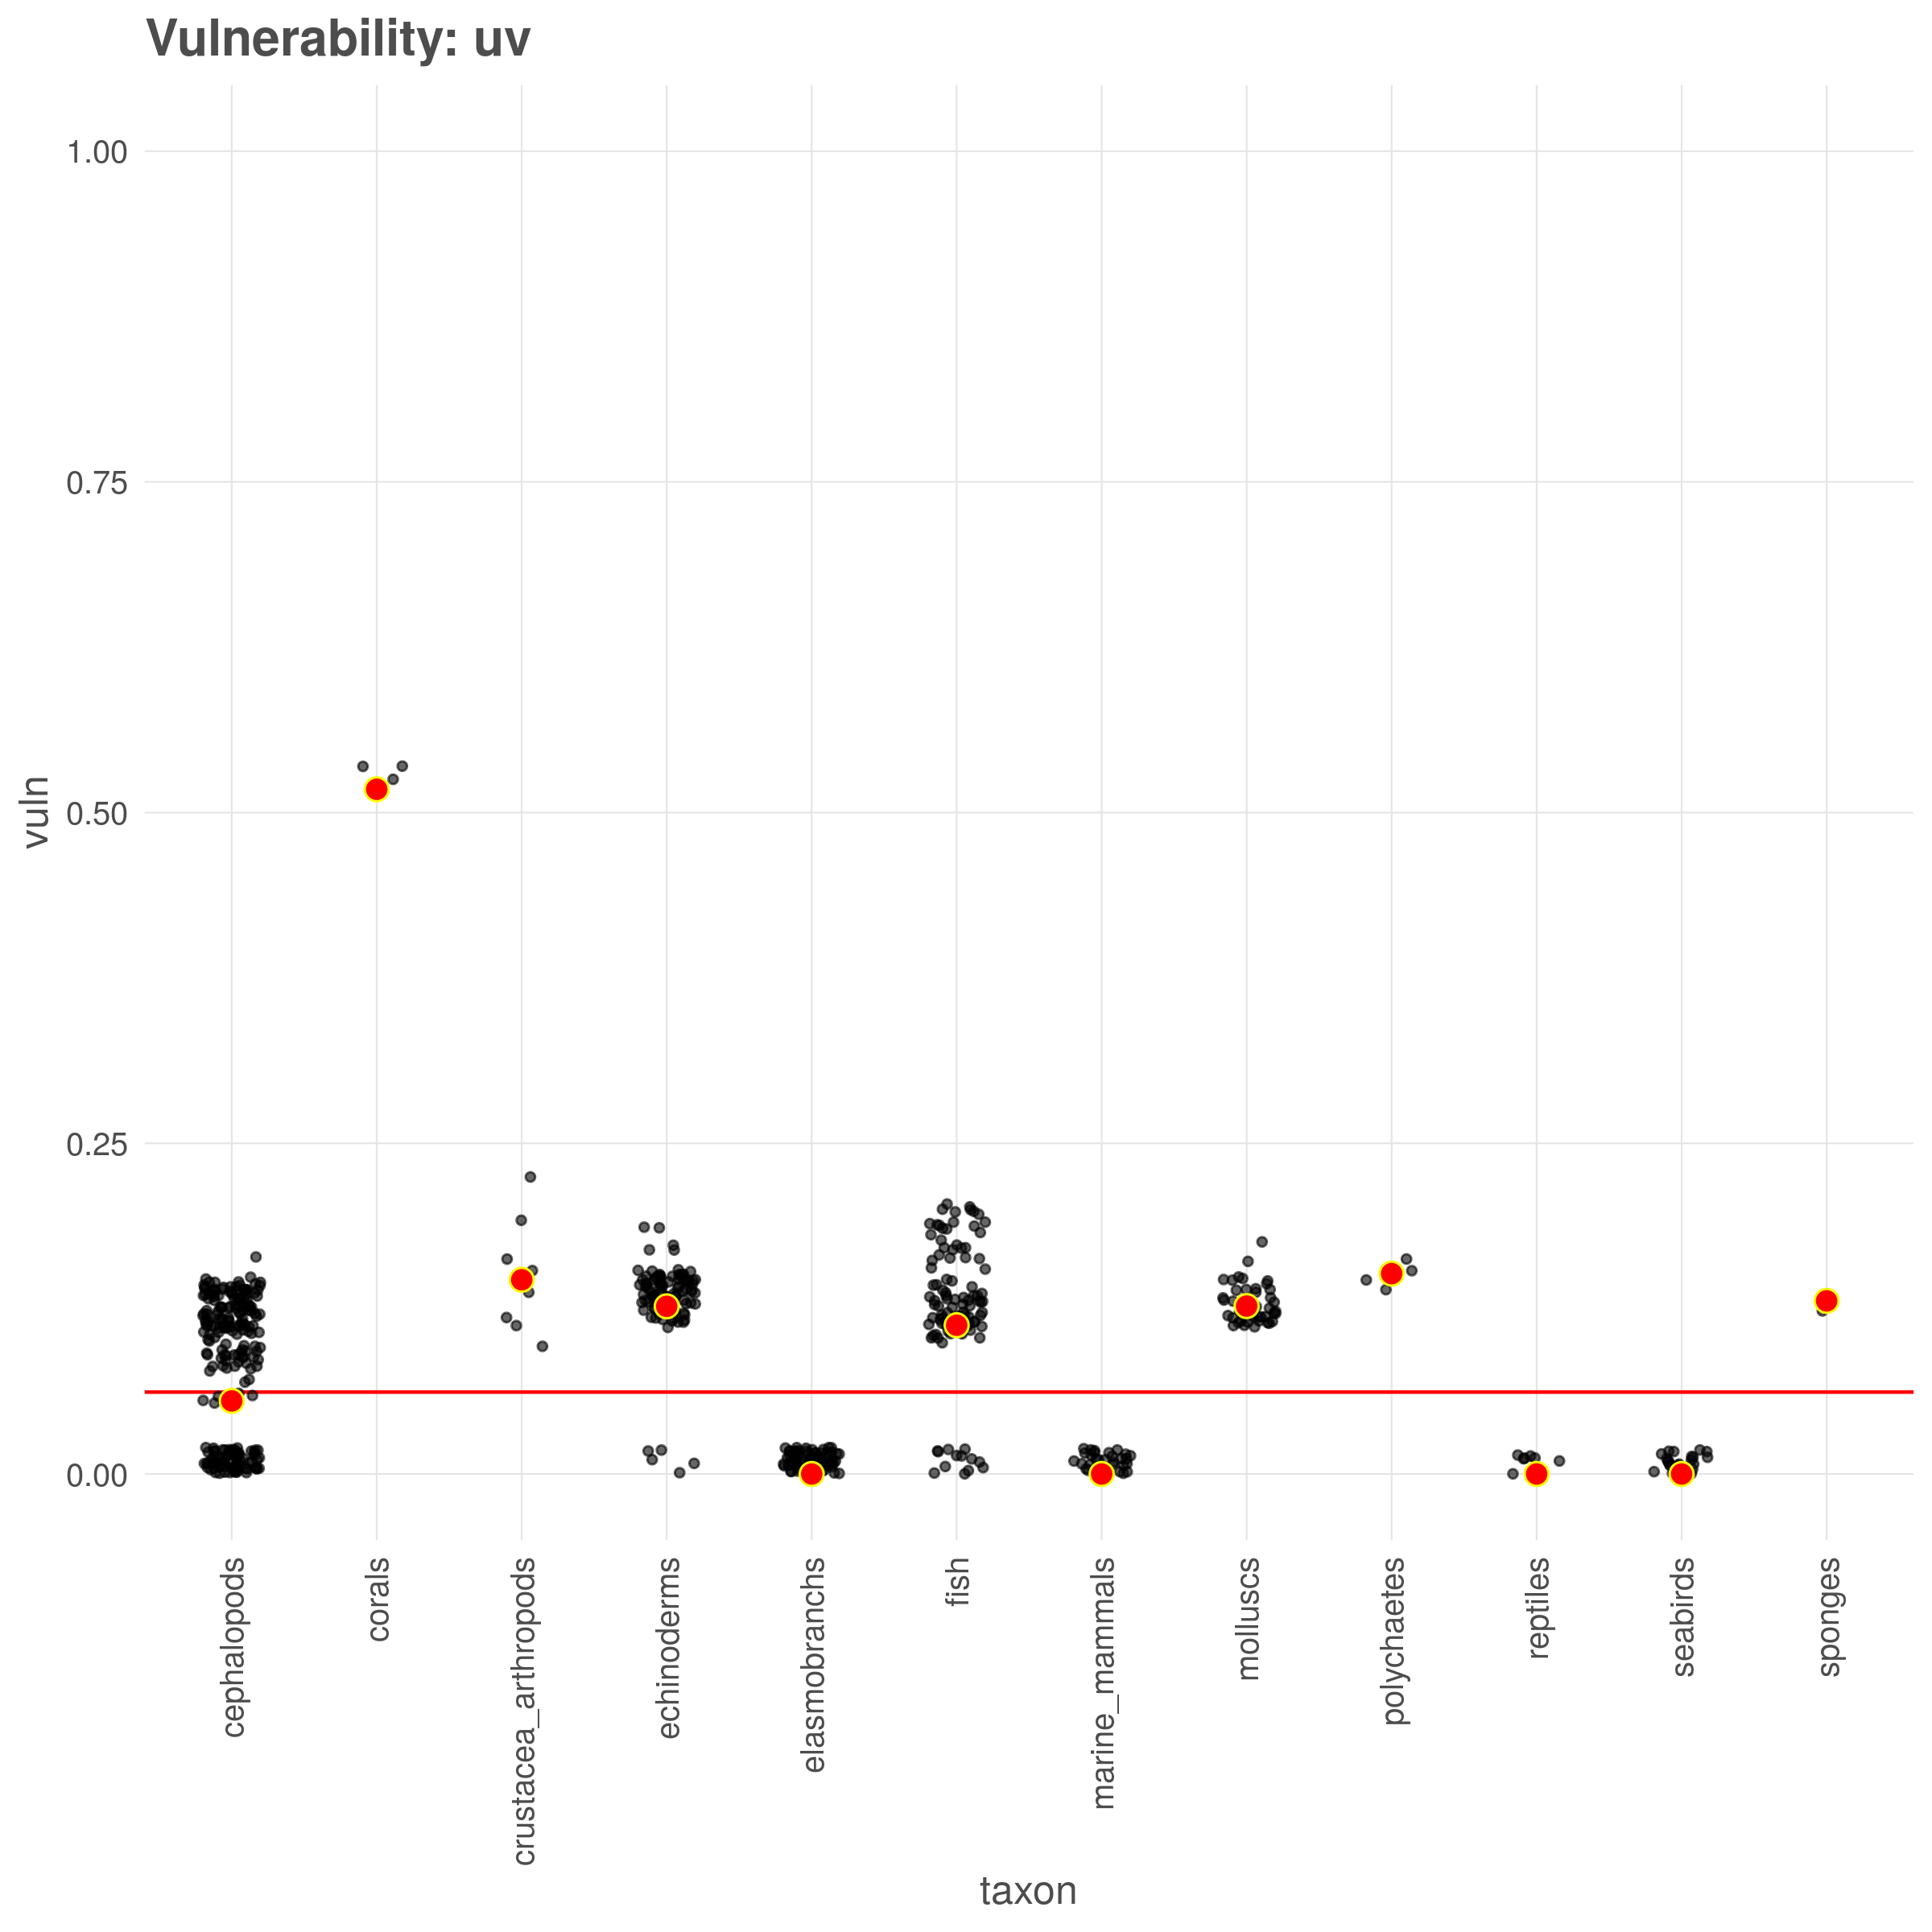 Vulnerability: uv
vuln
1.00
0.75
0.50
0.25
0.00
cephalopods
corals
crustacea_arthropods
echinoderms
elasmobranchs
fish
marine_mammals
molluscs
polychaetes
reptiles
seabirds
sponges
taxon